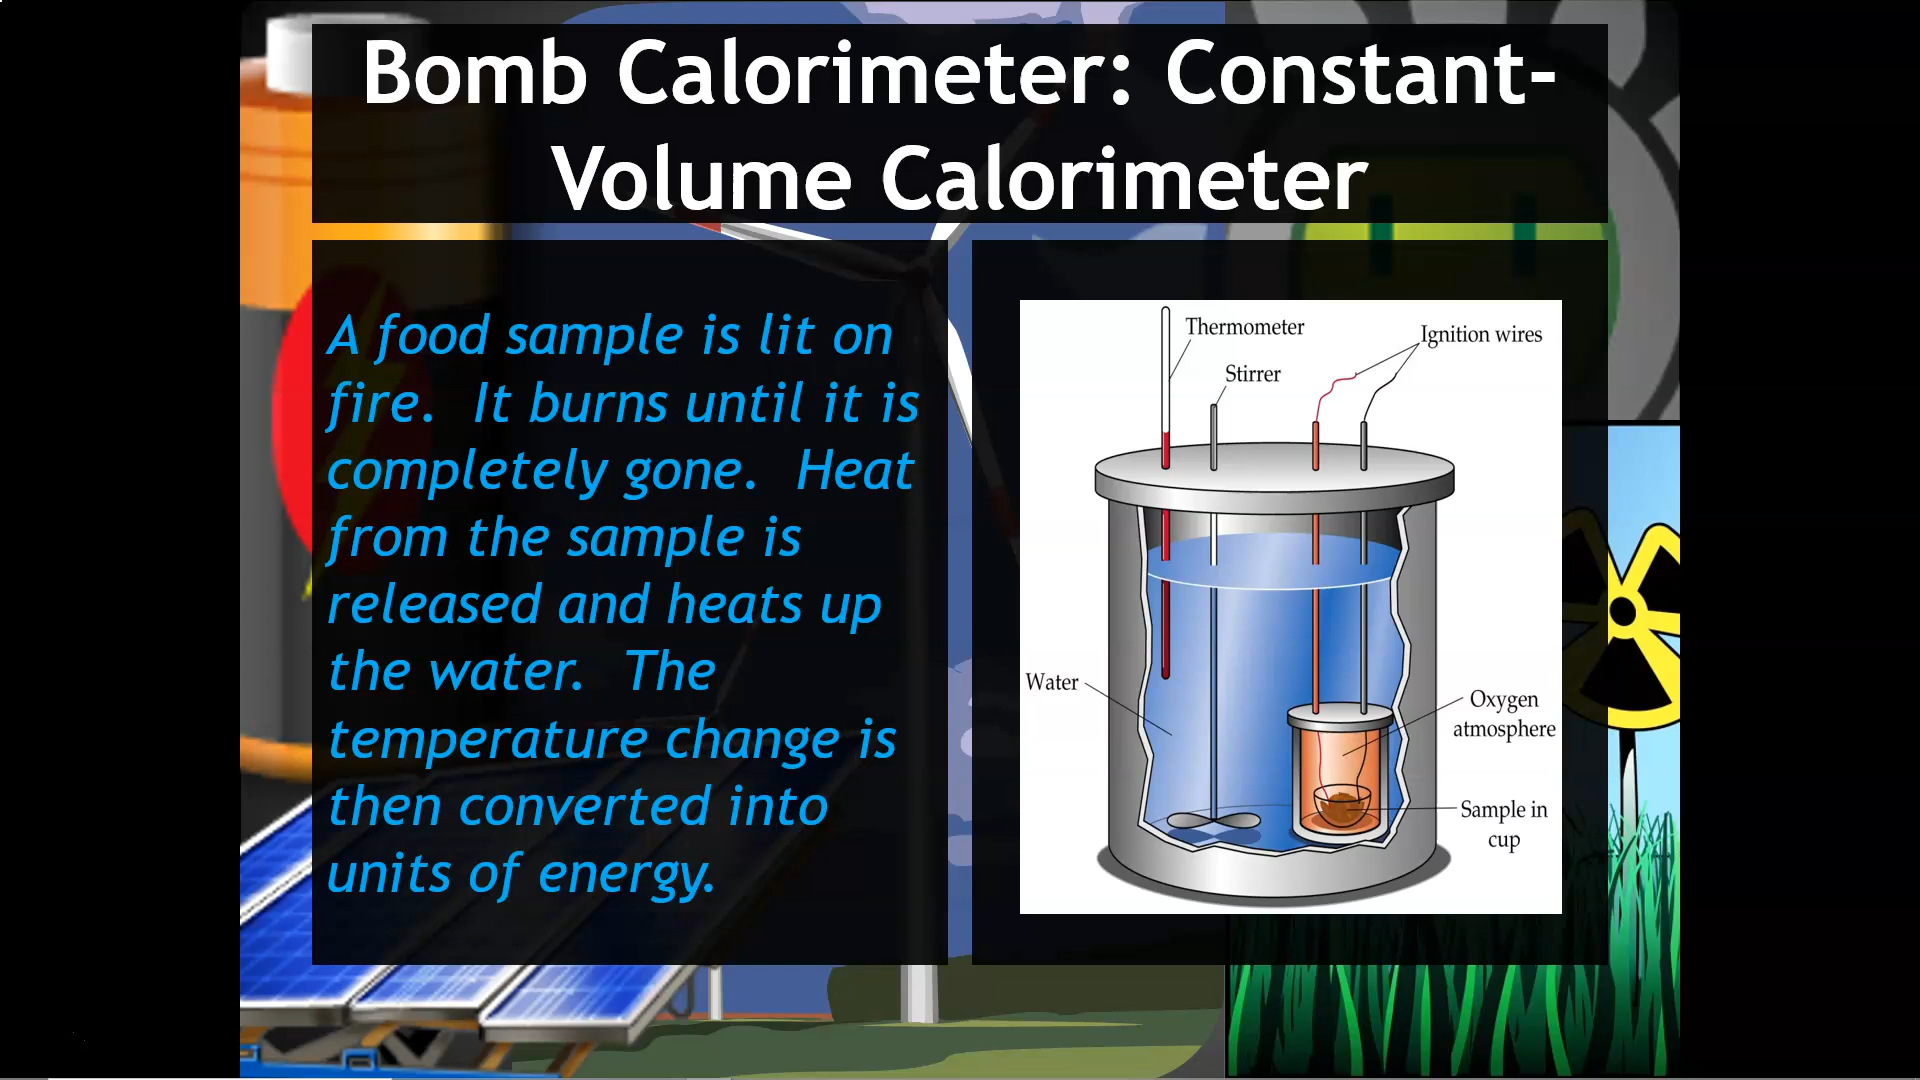 Bomb Calorimeter: Constant-
Volume Calorimeter
A food sample is lit on
fire.  It burns until it is
completely gone.  Heat
from the sample is
released and heats up
the water.  The
temperature change is
then converted into
units of energy.
Thermometer
Ignition wires
Stirrer
Water
Oxygen
atmosphere
Sample in
cup